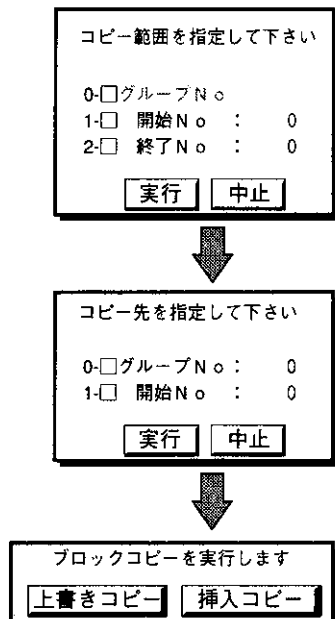 コピー範囲を指定して下さい
0-□グループNo
1-□ 開始No : 0
2-□ 終了No : 0
実行 中止
コピー先を指定して下さい
0-□グループNo: 0
1-□ 開始No : 0
実行 中止
ブロックコピーを実行します
上書きコピー 挿入コピー